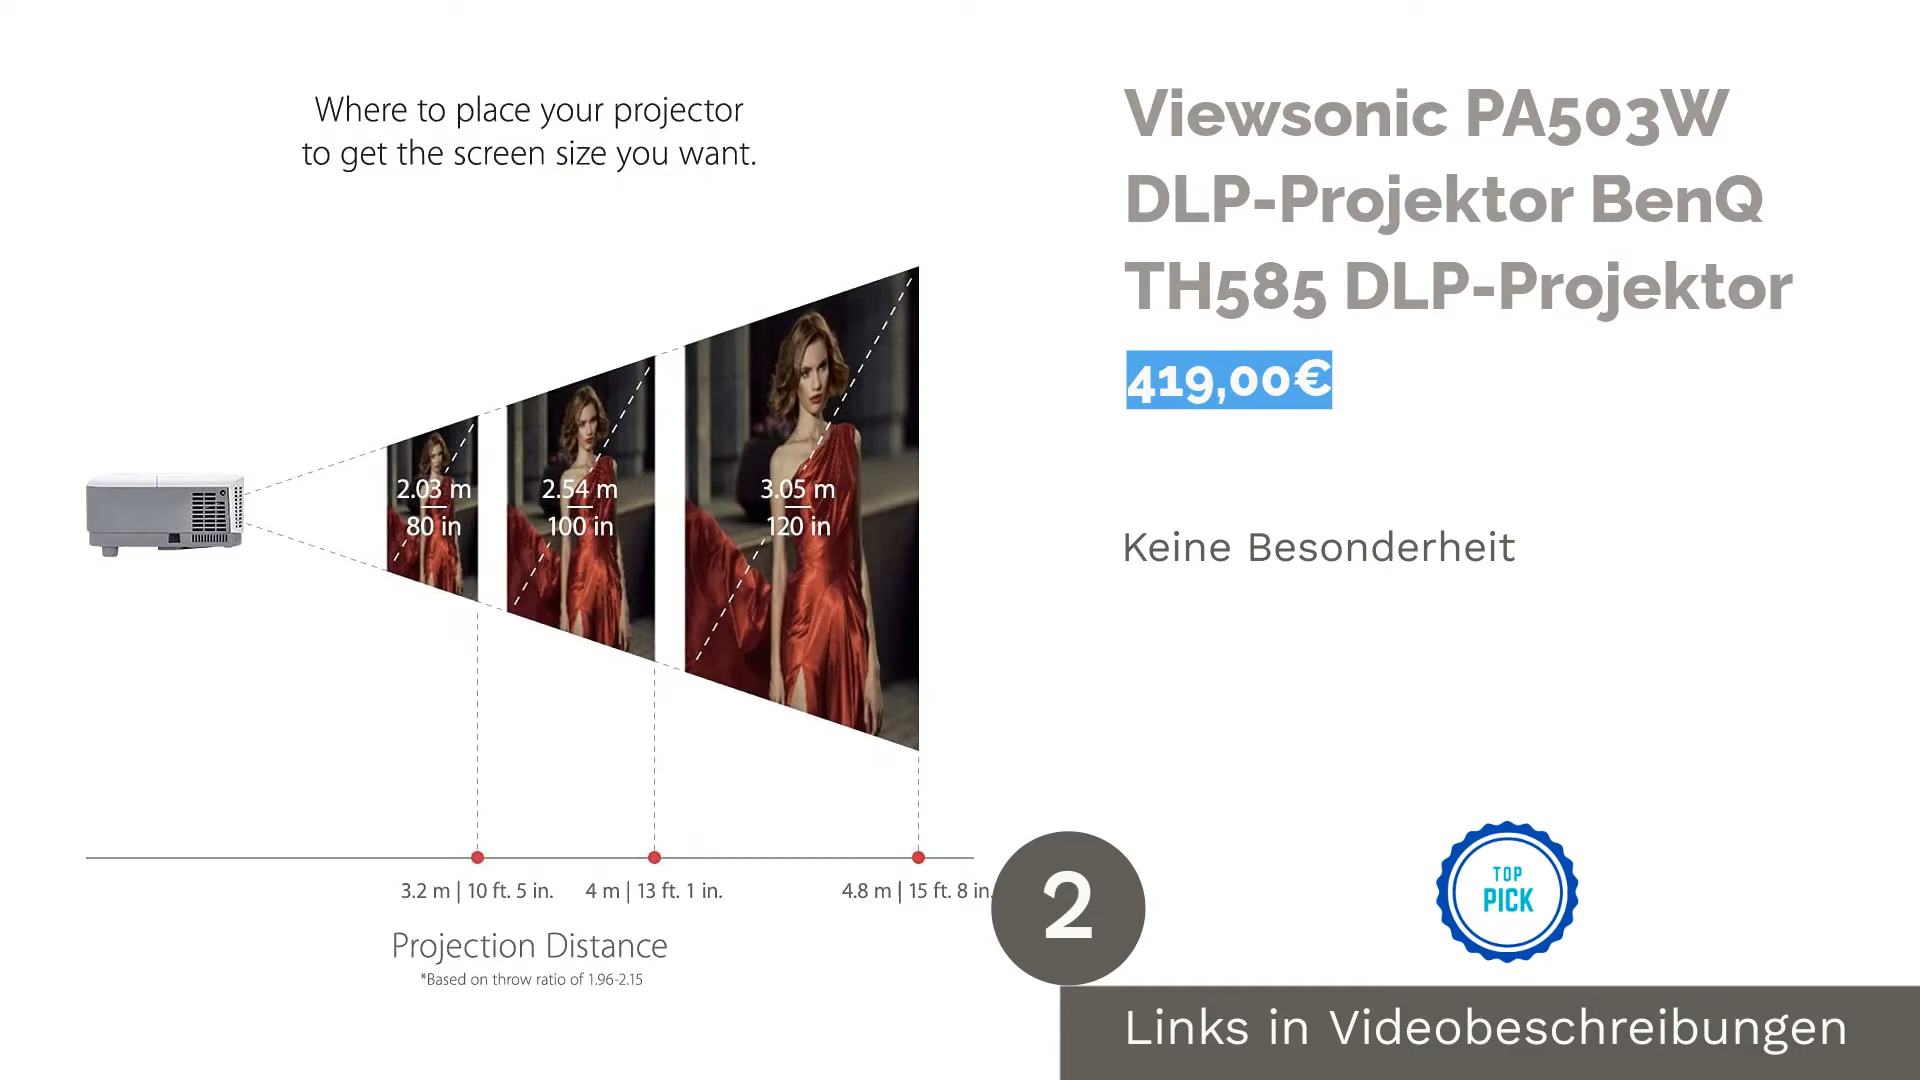 Where to place your projector
to get the screen size you want.
2.03 m
80 in
2.54 m
100 in
3.05 m
120 in
3.2 m | 10 ft. 5 in.
4 m | 13 ft. 1 in.
4.8 m | 15 ft. 8 in.
Projection Distance
*Based on throw ratio of 1.96-2.15
Viewsonic PA503W
DLP-Projektor BenQ
TH585 DLP-Projektor
419,00€
Keine Besonderheit
2
TOP
PICK
Links in Videobeschreibungen